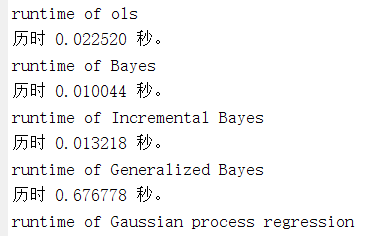 runtime of ols
历时 0.022520 秒。
runtime of Bayes
历时 0.010044 秒。
runtime of Incremental Bayes
历时 0.013218 秒。
runtime of Generalized Bayes
历时 0.676778 秒。
runtime of Gaussian process regression